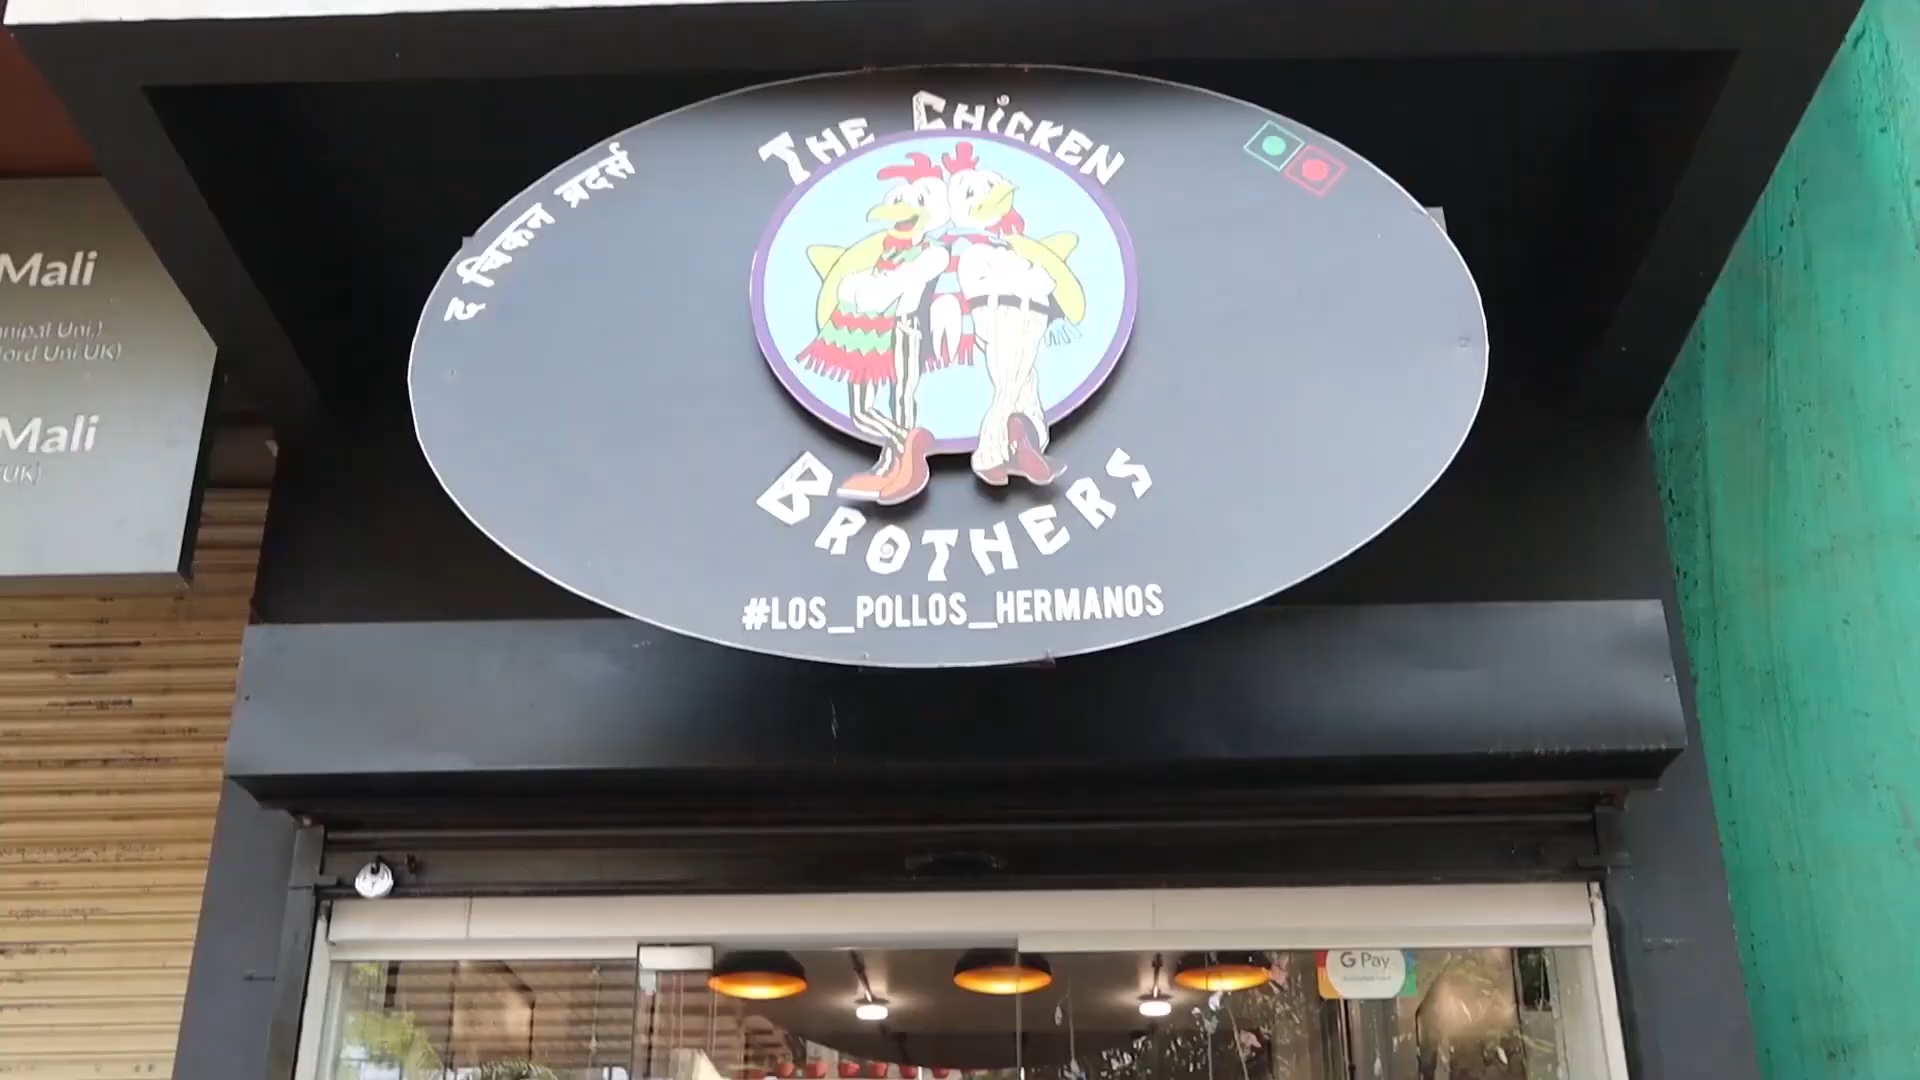 द चिकन ब्रदर्स
THE CHICKEN
BROTHERS
#LOS_POLLOS_HERMANOS
Mali
Mali
G Pay